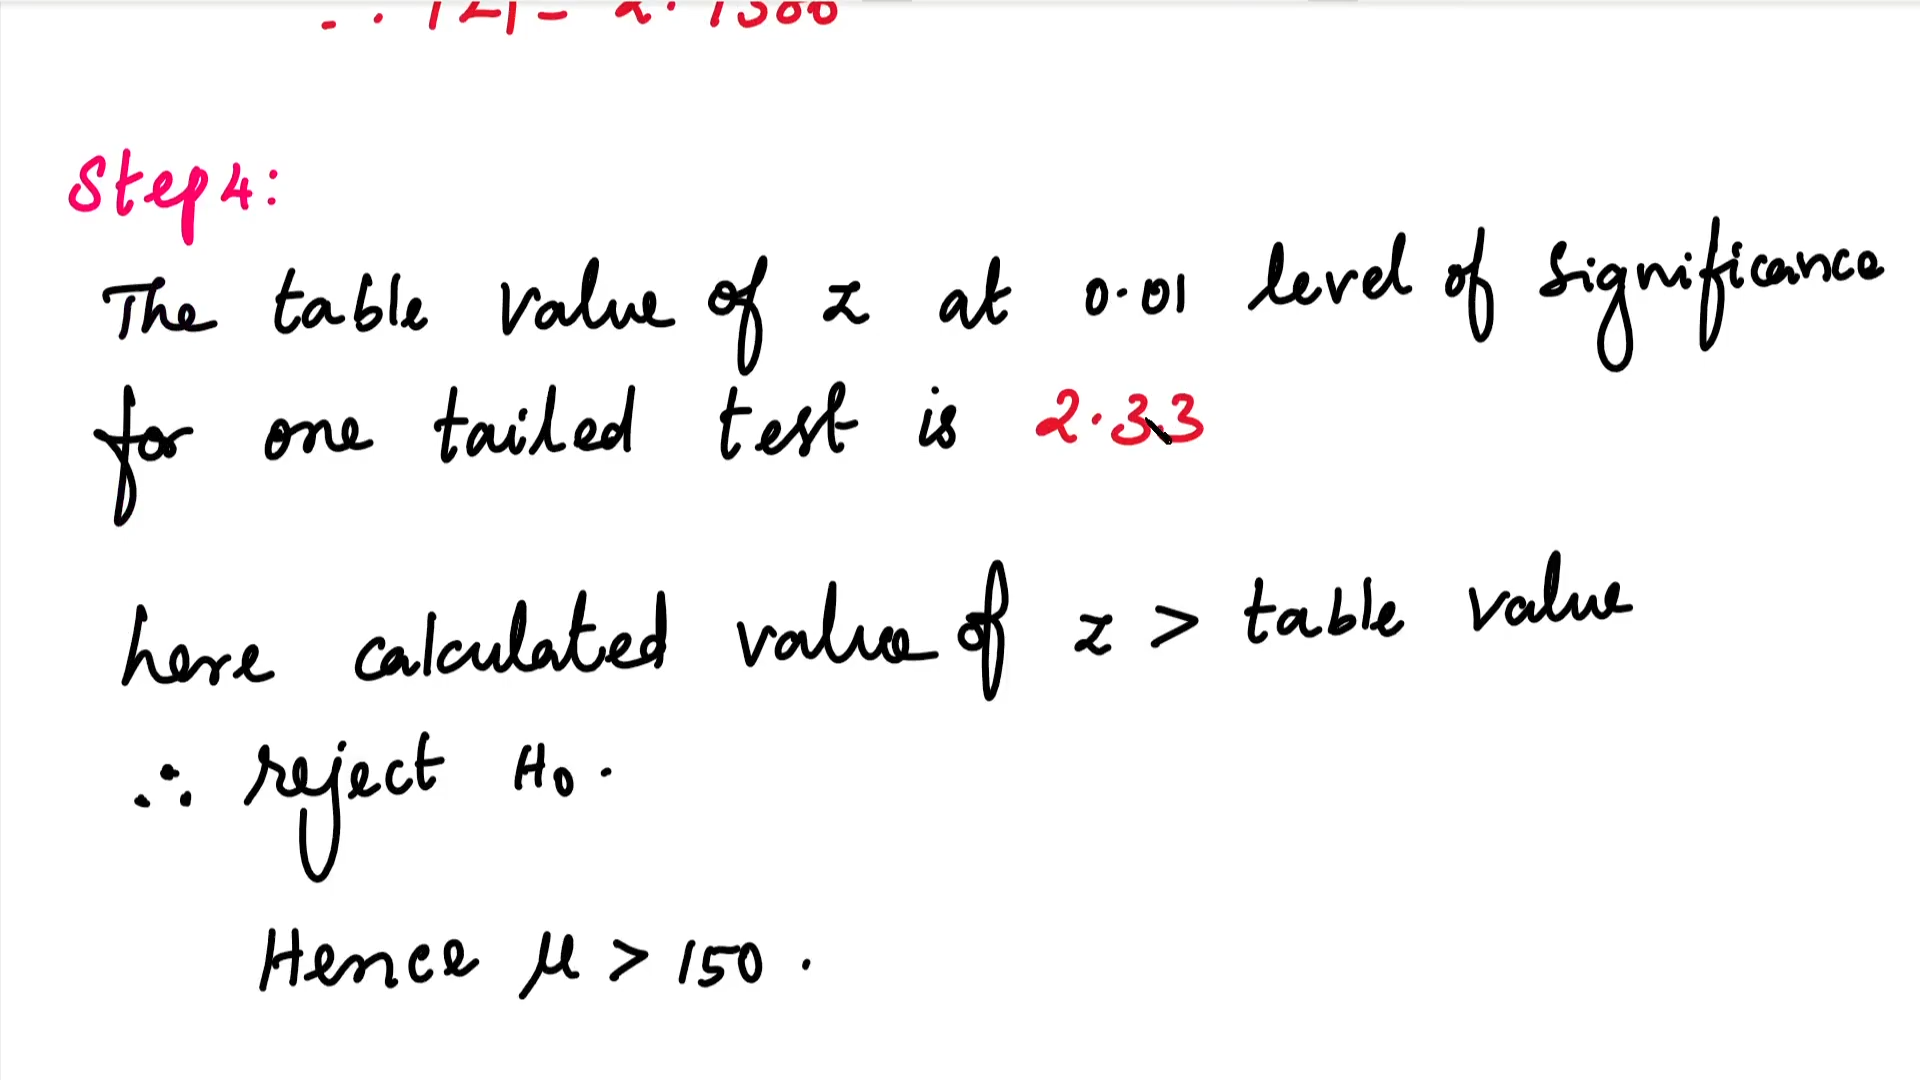 Step 4:
The table value of z at 0.01 level of significance
for one tailed test is 2.33
here calculated value of z > table value
∴ reject H₀.
Hence μ > 150.